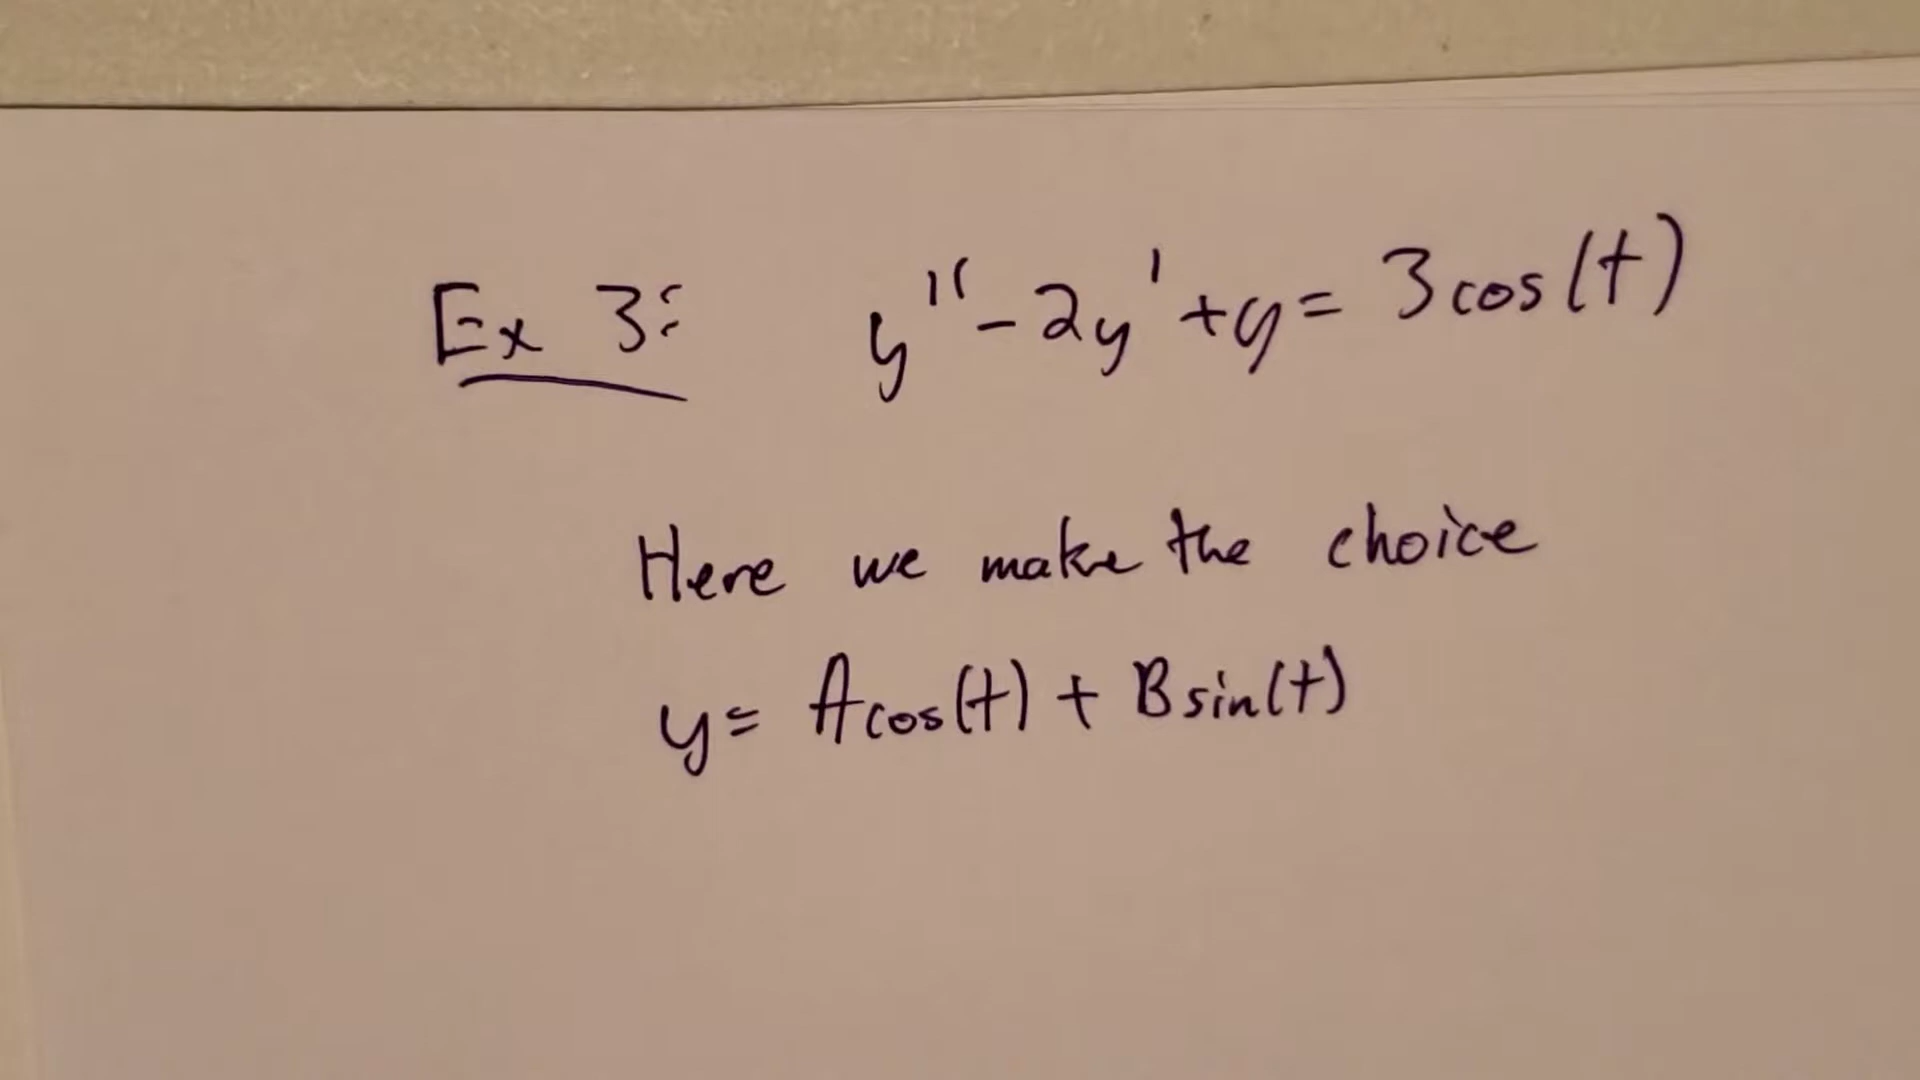 Ex 3: y'' - 2y' + y = 3cos(t)
Here we make the choice
y = Acos(t) + Bsin(t)